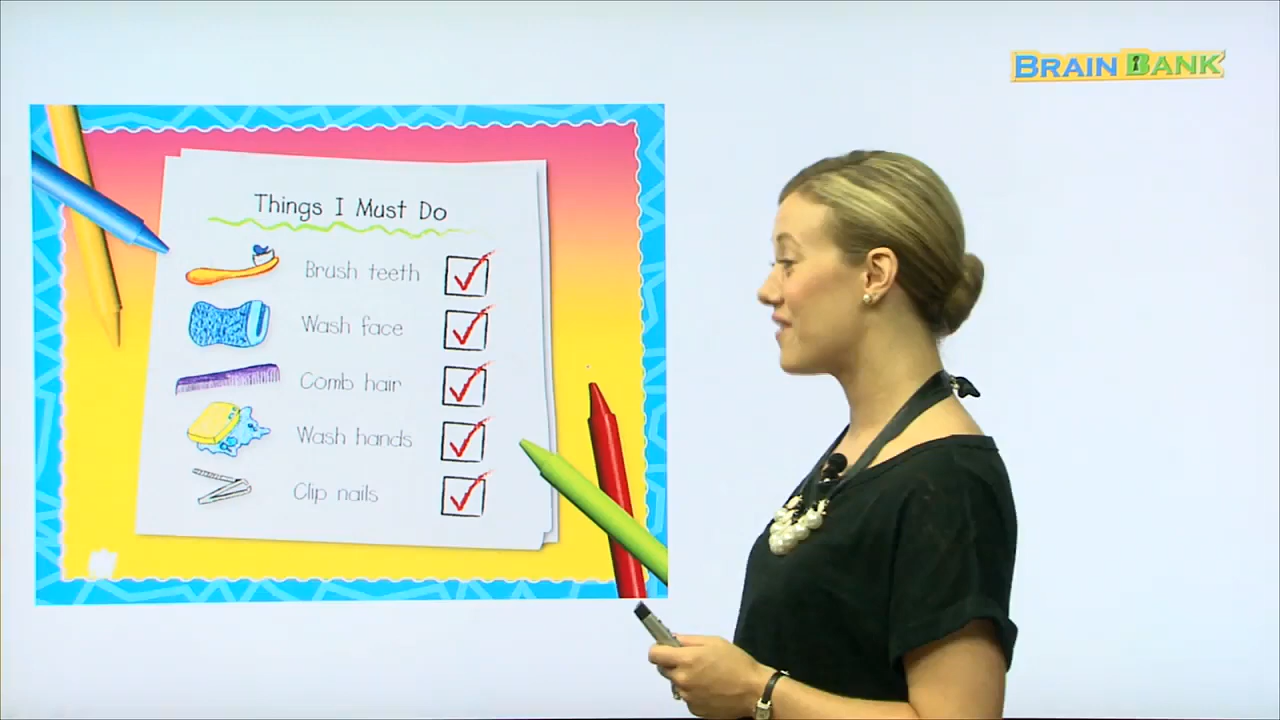 BRAIN BANK
Things I Must Do
Brush teeth
Wash face
Comb hair
Wash hands
Clip nails